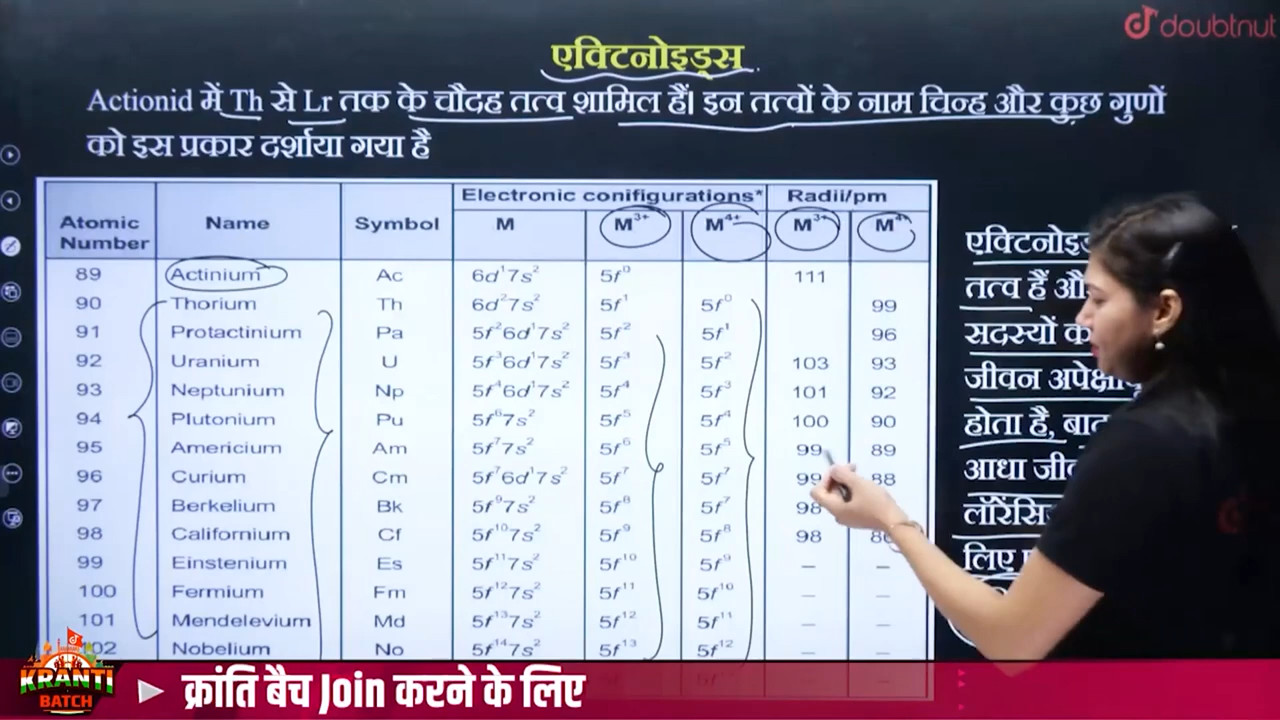 doubtnut
एक्टिनोइड्स
Actionid में Th से Lr तक के चौदह तत्व शामिल हैं। इन तत्वों के नाम चिन्ह और कुछ गुणों
को इस प्रकार दर्शाया गया है
Electronic conifigurations* Radii/pm
Atomic Number Name Symbol M M³⁺ M⁴⁺ M³⁺ M⁴⁺
89 Actinium Ac 6d¹7s² 5f⁰ 111
90 Thorium Th 6d²7s² 5f¹ 5f⁰ 99
91 Protactinium Pa 5f²6d¹7s² 5f² 5f¹ 96
92 Uranium U 5f³6d¹7s² 5f³ 5f² 103 93
93 Neptunium Np 5f⁴6d¹7s² 5f⁴ 5f³ 101 92
94 Plutonium Pu 5f⁶7s² 5f⁵ 5f⁴ 100 90
95 Americium Am 5f⁷7s² 5f⁶ 5f⁵ 99 89
96 Curium Cm 5f⁷6d¹7s² 5f⁷ 5f⁷ 99 88
97 Berkelium Bk 5f⁹7s² 5f⁸ 5f⁷ 98
98 Californium Cf 5f¹⁰7s² 5f⁹ 5f⁸ 98
99 Einstenium Es 5f¹¹7s² 5f¹⁰ 5f⁹ – –
100 Fermium Fm 5f¹²7s² 5f¹¹ 5f¹⁰ – –
101 Mendelevium Md 5f¹³7s² 5f¹² 5f¹¹ – –
102 Nobelium No 5f¹⁴7s² 5f¹³ 5f¹² – –
तत्व हैं
सदस्यों
जीवन
होता है,
आधा
लिए
KRANTI
BATCH
क्रांति बैच Join करने के लिए